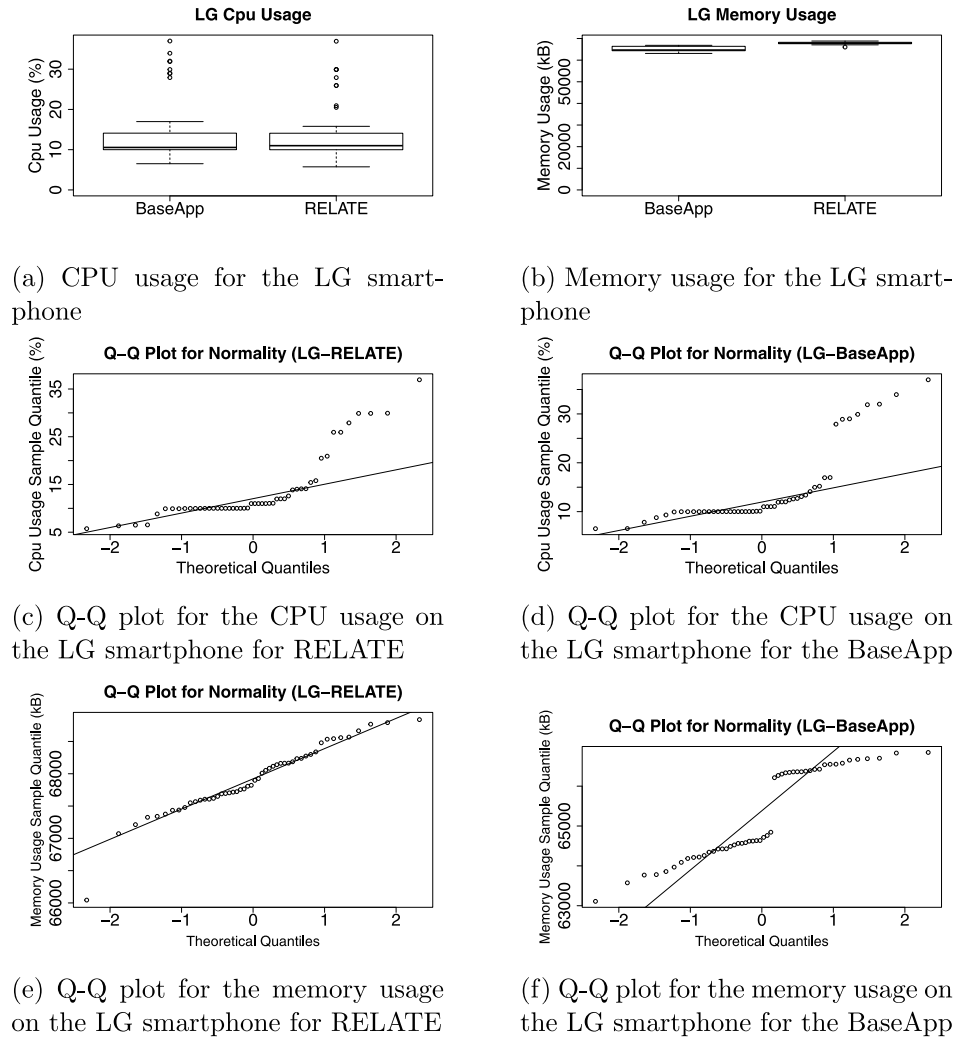 LG Cpu Usage
Cpu Usage (%)
0 10 20 30
BaseApp RELATE
LG Memory Usage
Memory Usage (kB)
0 20000 50000
BaseApp RELATE
(a) CPU usage for the LG smart-
phone
(b) Memory usage for the LG smart-
phone
Q–Q Plot for Normality (LG–RELATE)
Cpu Usage Sample Quantile (%)
5 15 25 35
−2 −1 0 1 2
Theoretical Quantiles
Q–Q Plot for Normality (LG–BaseApp)
Cpu Usage Sample Quantile (%)
10 20 30
−2 −1 0 1 2
Theoretical Quantiles
(c) Q-Q plot for the CPU usage on
the LG smartphone for RELATE
(d) Q-Q plot for the CPU usage on
the LG smartphone for the BaseApp
Q–Q Plot for Normality (LG–RELATE)
Memory Usage Sample Quantile (kB)
66000 67000 68000
−2 −1 0 1 2
Theoretical Quantiles
Q–Q Plot for Normality (LG–BaseApp)
Memory Usage Sample Quantile (kB)
63000 65000
−2 −1 0 1 2
Theoretical Quantiles
(e) Q-Q plot for the memory usage
on the LG smartphone for RELATE
(f) Q-Q plot for the memory usage on
the LG smartphone for the BaseApp